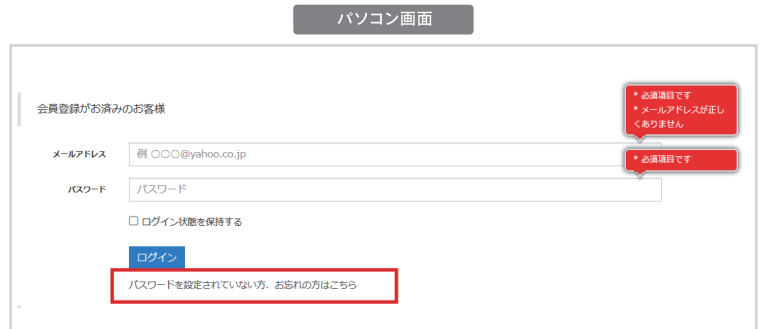 パソコン画面
会員登録がお済みのお客様
* 必須項目です
* メールアドレスが正し
くありません
メールアドレス
例 〇〇〇@yahoo.co.jp
* 必須項目です
パスワード
パスワード
ログイン状態を保持する
ログイン
パスワードを設定されていない方、お忘れの方はこちら